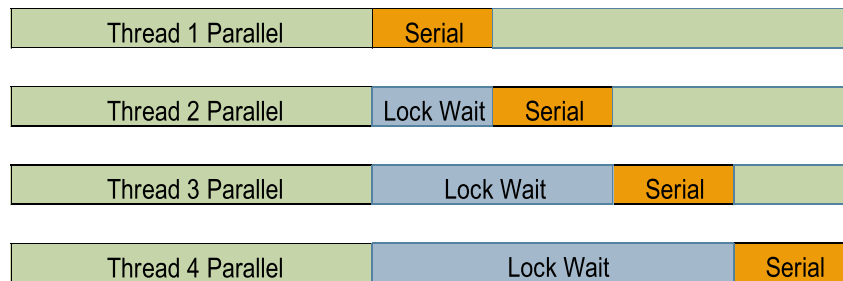 Thread 1 Parallel Serial
Thread 2 Parallel Lock Wait Serial
Thread 3 Parallel Lock Wait Serial
Thread 4 Parallel Lock Wait Serial